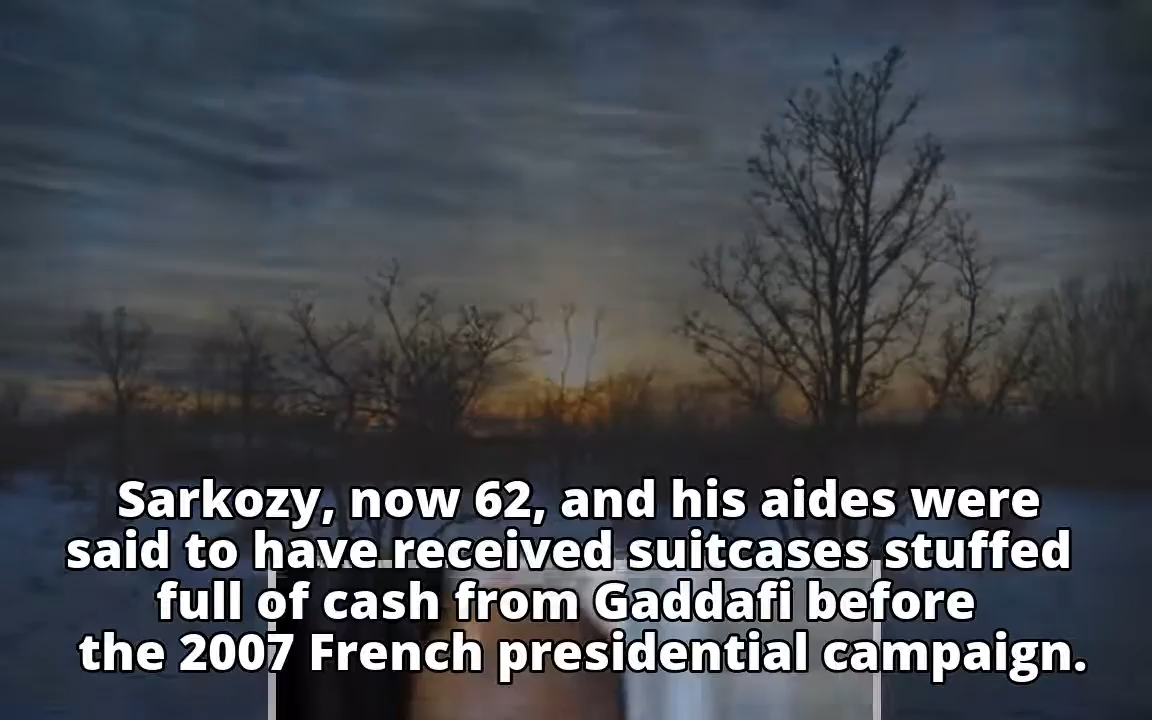 Sarkozy, now 62, and his aides were
said to have received suitcases stuffed
full of cash from Gaddafi before
the 2007 French presidential campaign.